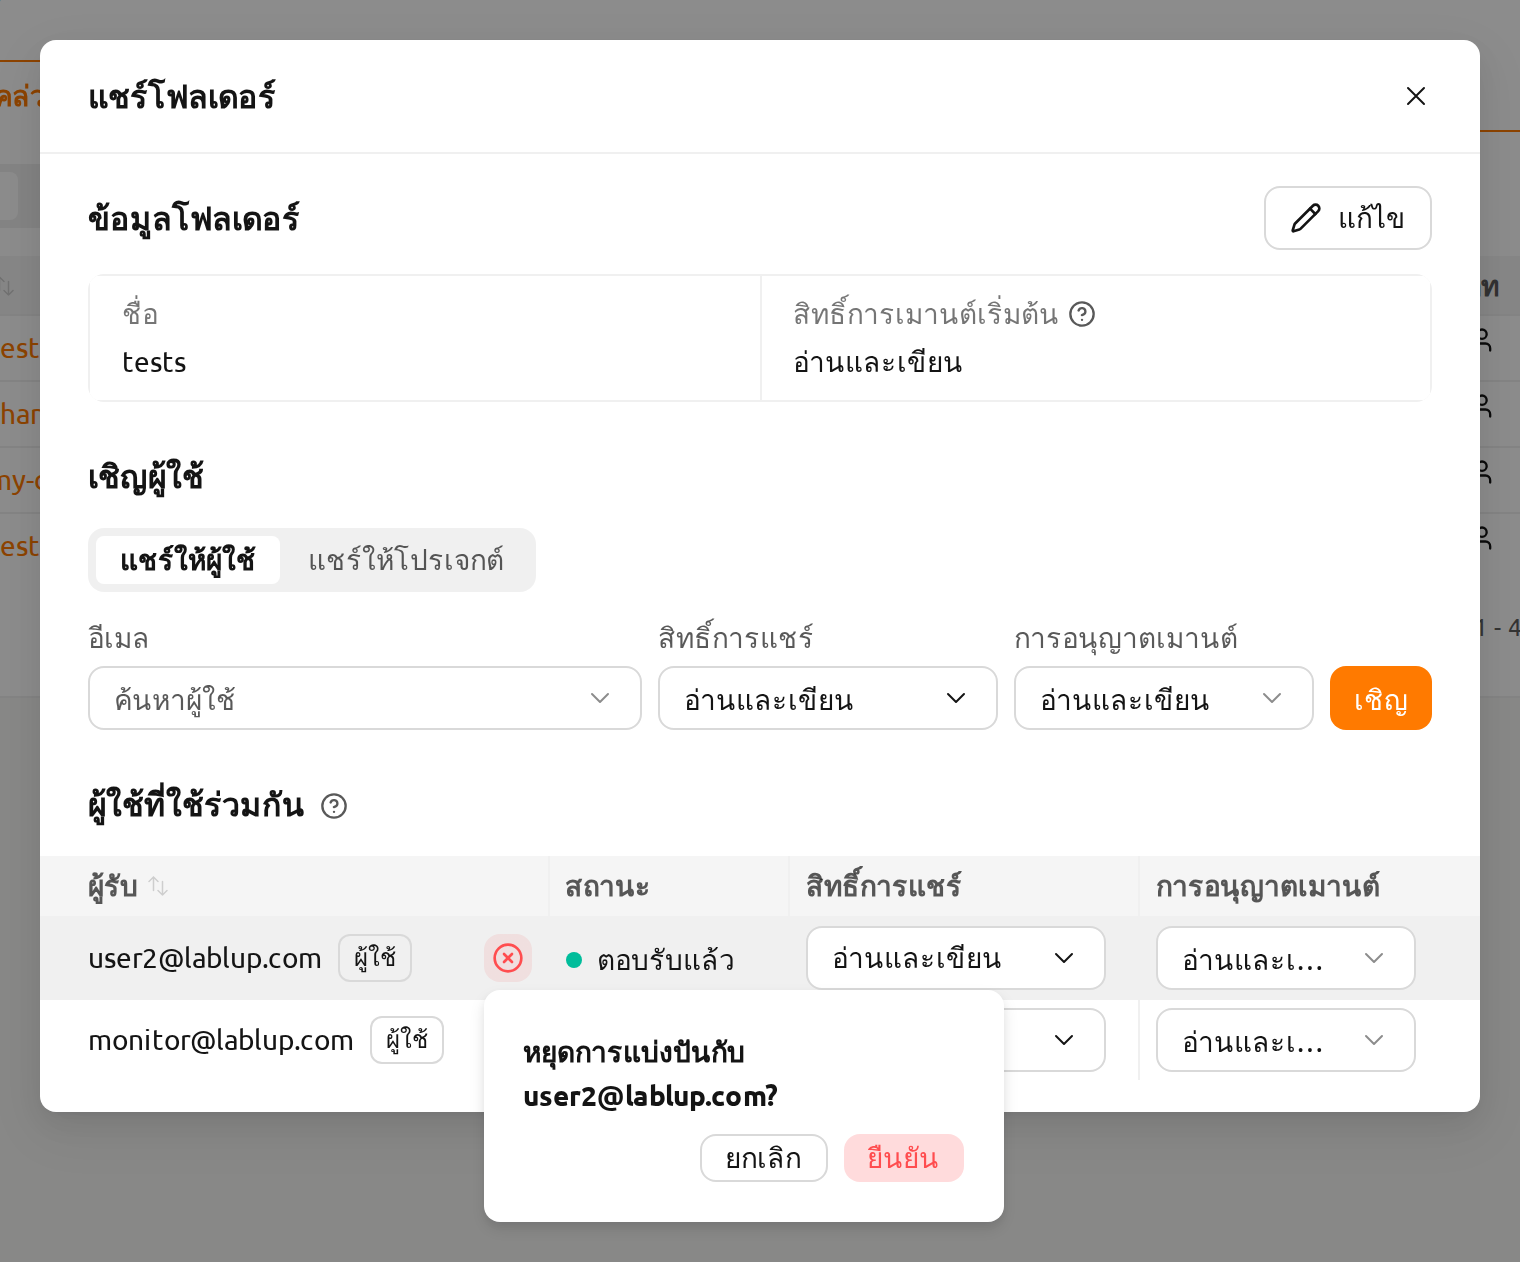 แชร์โฟลเดอร์
ข้อมูลโฟลเดอร์
แก้ไข
ชื่อ
tests
สิทธิ์การเมานต์เริ่มต้น
อ่านและเขียน
เชิญผู้ใช้
แชร์ให้ผู้ใช้ แชร์ให้โปรเจกต์
อีเมล สิทธิ์การแชร์ การอนุญาตเมานต์
ค้นหาผู้ใช้ อ่านและเขียน อ่านและเขียน เชิญ
ผู้ใช้ที่ใช้ร่วมกัน
ผู้รับ สถานะ สิทธิ์การแชร์ การอนุญาตเมานต์
user2@lablup.com ผู้ใช้ ตอบรับแล้ว อ่านและเขียน อ่านและเ...
monitor@lablup.com ผู้ใช้ อ่านและเ...
หยุดการแบ่งปันกับ
user2@lablup.com?
ยกเลิก ยืนยัน
1 - 4